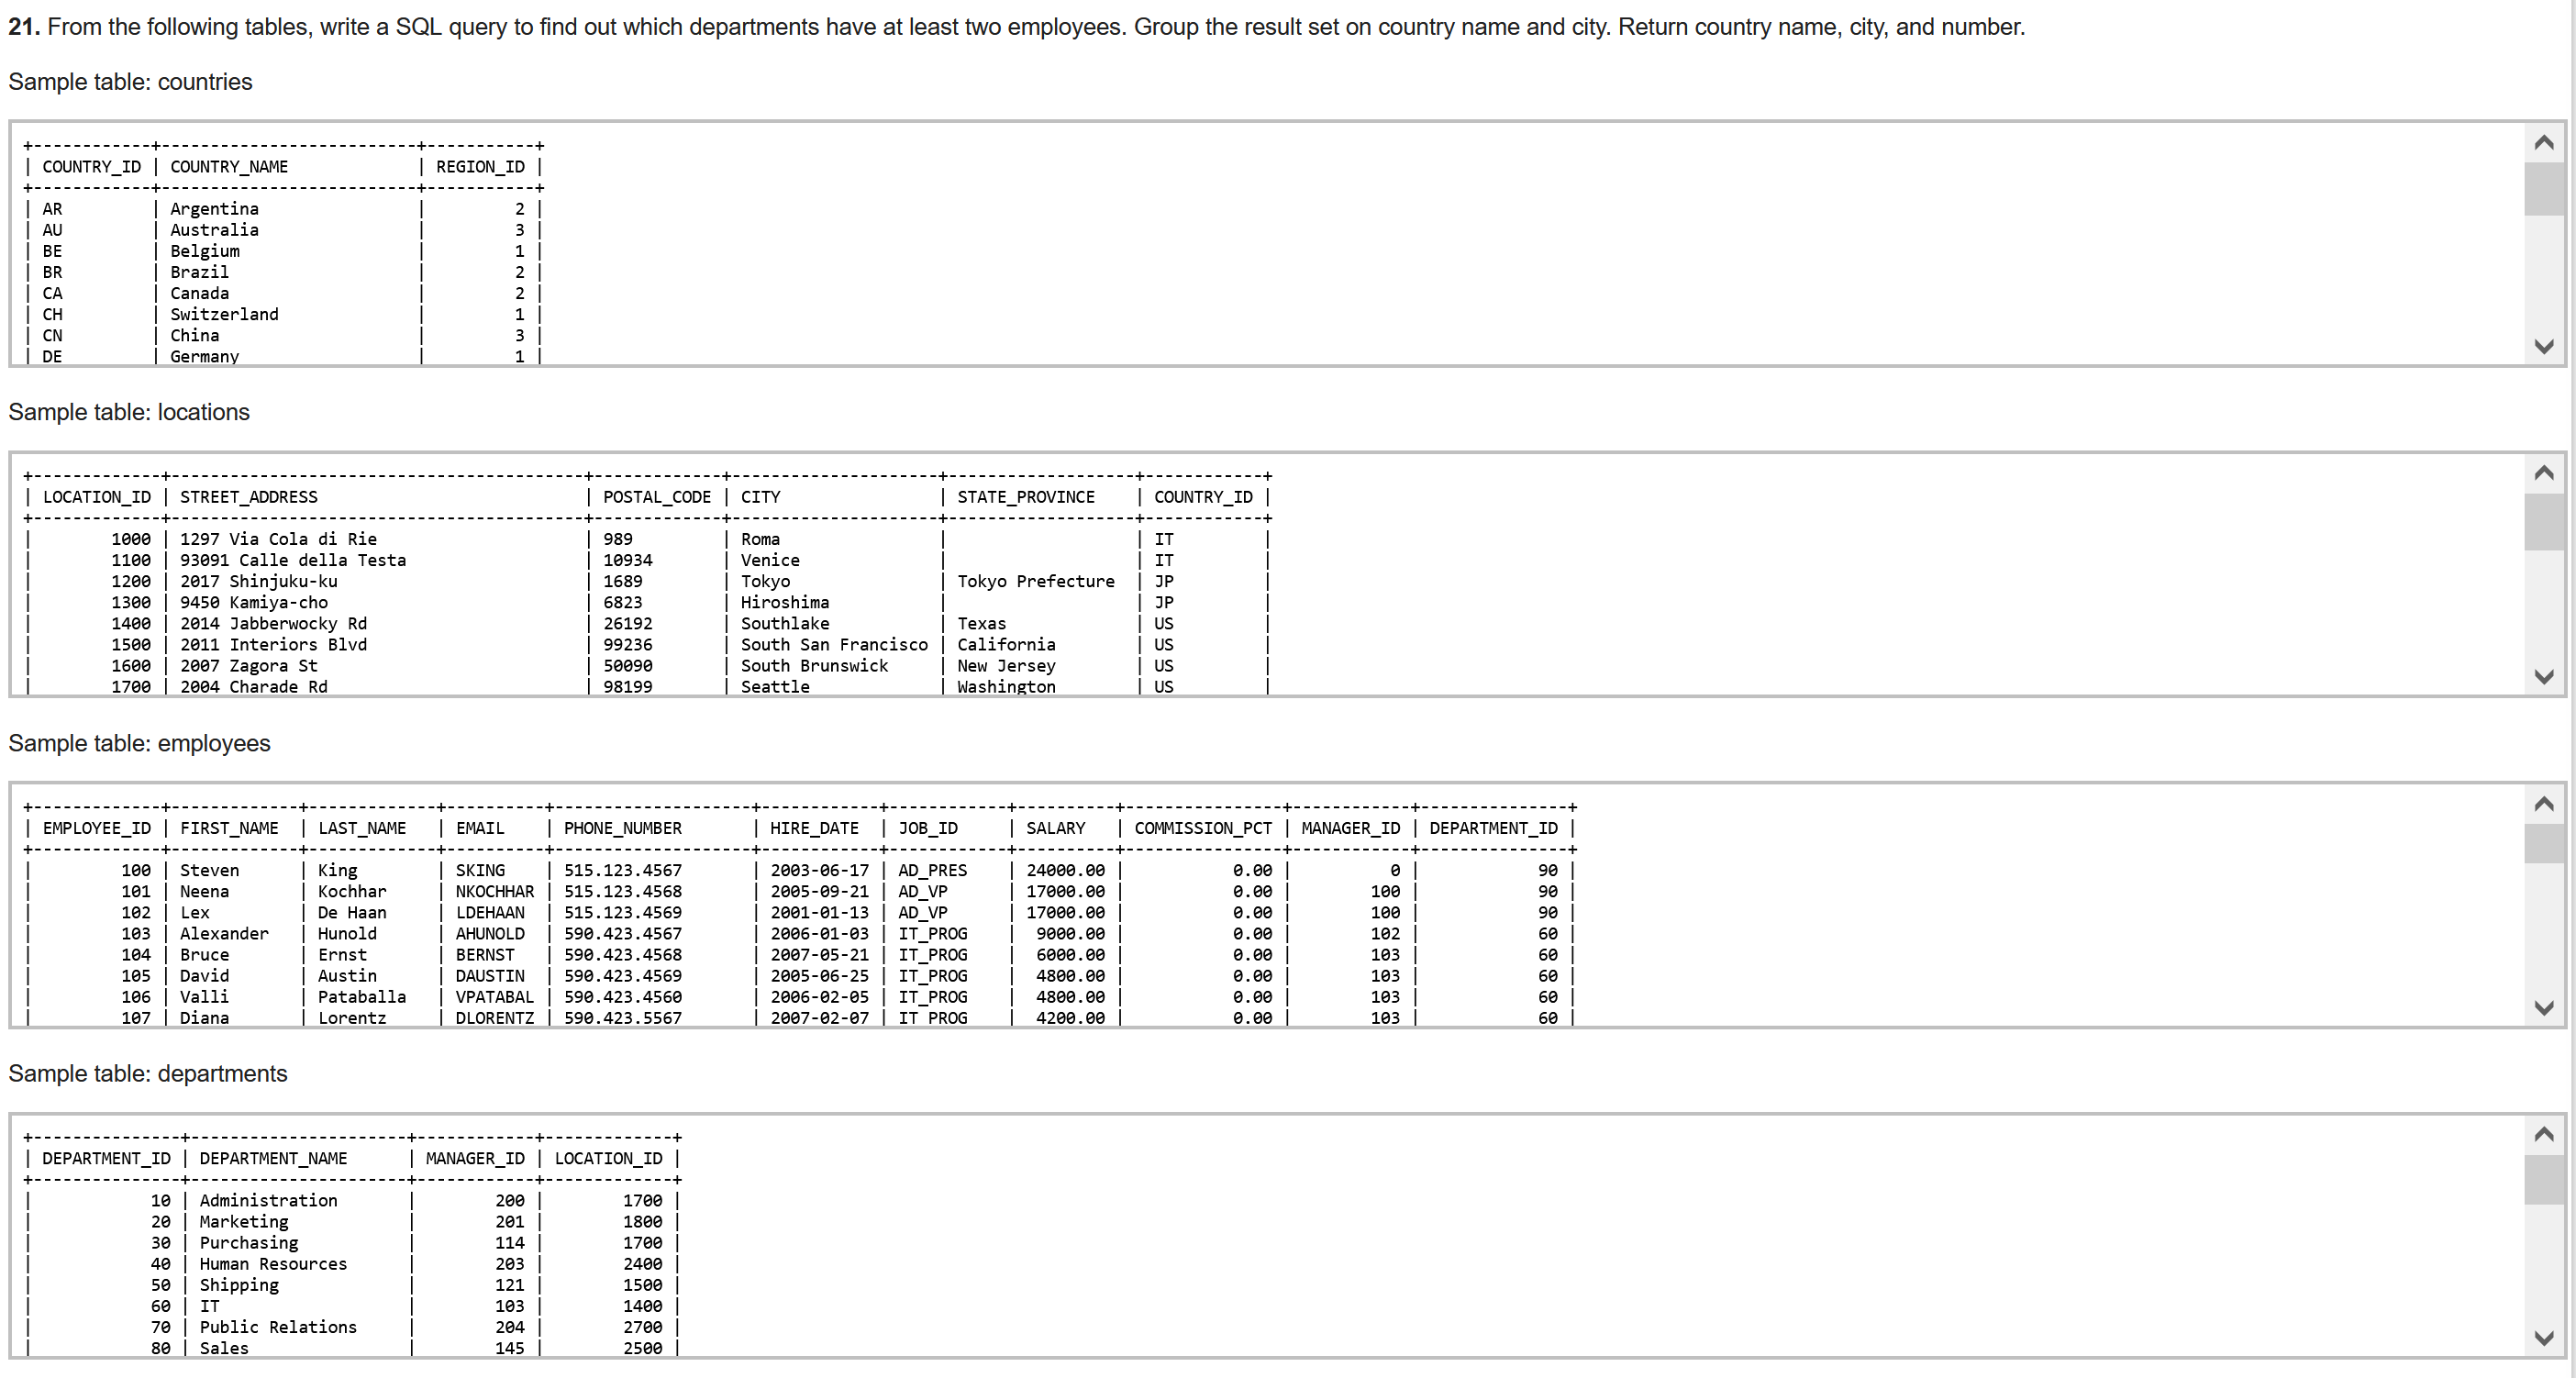 21. From the following tables, write a SQL query to find out which departments have at least two employees. Group the result set on country name and city. Return country name, city, and number.
Sample table: countries
+-------------+--------------------------+-----------+
| COUNTRY_ID | COUNTRY_NAME | REGION_ID |
+-------------+--------------------------+-----------+
| AR | Argentina | 2 |
| AU | Australia | 3 |
| BE | Belgium | 1 |
| BR | Brazil | 2 |
| CA | Canada | 2 |
| CH | Switzerland | 1 |
| CN | China | 3 |
| DE | Germany | 1 |
Sample table: locations
+-------------+------------------------------------------+-------------+---------------------+-------------------+------------+
| LOCATION_ID | STREET_ADDRESS | POSTAL_CODE | CITY | STATE_PROVINCE | COUNTRY_ID |
+-------------+------------------------------------------+-------------+---------------------+-------------------+------------+
| 1000 | 1297 Via Cola di Rie | 989 | Roma | | IT |
| 1100 | 93091 Calle della Testa | 10934 | Venice | | IT |
| 1200 | 2017 Shinjuku-ku | 1689 | Tokyo | Tokyo Prefecture | JP |
| 1300 | 9450 Kamiya-cho | 6823 | Hiroshima | | JP |
| 1400 | 2014 Jabberwocky Rd | 26192 | Southlake | Texas | US |
| 1500 | 2011 Interiors Blvd | 99236 | South San Francisco | California | US |
| 1600 | 2007 Zagora St | 50090 | South Brunswick | New Jersey | US |
| 1700 | 2004 Charade Rd | 98199 | Seattle | Washington | US |
Sample table: employees
+-------------+-------------+-------------+----------+--------------------+------------+------------+----------+----------------+------------+---------------+
| EMPLOYEE_ID | FIRST_NAME | LAST_NAME | EMAIL | PHONE_NUMBER | HIRE_DATE | JOB_ID | SALARY | COMMISSION_PCT | MANAGER_ID | DEPARTMENT_ID |
+-------------+-------------+-------------+----------+--------------------+------------+------------+----------+----------------+------------+---------------+
| 100 | Steven | King | SKING | 515.123.4567 | 2003-06-17 | AD_PRES | 24000.00 | 0.00 | 0 | 90 |
| 101 | Neena | Kochhar | NKOCHHAR | 515.123.4568 | 2005-09-21 | AD_VP | 17000.00 | 0.00 | 100 | 90 |
| 102 | Lex | De Haan | LDEHAAN | 515.123.4569 | 2001-01-13 | AD_VP | 17000.00 | 0.00 | 100 | 90 |
| 103 | Alexander | Hunold | AHUNOLD | 590.423.4567 | 2006-01-03 | IT_PROG | 9000.00 | 0.00 | 102 | 60 |
| 104 | Bruce | Ernst | BERNST | 590.423.4568 | 2007-05-21 | IT_PROG | 6000.00 | 0.00 | 103 | 60 |
| 105 | David | Austin | DAUSTIN | 590.423.4569 | 2005-06-25 | IT_PROG | 4800.00 | 0.00 | 103 | 60 |
| 106 | Valli | Pataballa | VPATABAL | 590.423.4560 | 2006-02-05 | IT_PROG | 4800.00 | 0.00 | 103 | 60 |
| 107 | Diana | Lorentz | DLORENTZ | 590.423.5567 | 2007-02-07 | IT_PROG | 4200.00 | 0.00 | 103 | 60 |
Sample table: departments
+---------------+----------------------+------------+-------------+
| DEPARTMENT_ID | DEPARTMENT_NAME | MANAGER_ID | LOCATION_ID |
+---------------+----------------------+------------+-------------+
| 10 | Administration | 200 | 1700 |
| 20 | Marketing | 201 | 1800 |
| 30 | Purchasing | 114 | 1700 |
| 40 | Human Resources | 203 | 2400 |
| 50 | Shipping | 121 | 1500 |
| 60 | IT | 103 | 1400 |
| 70 | Public Relations | 204 | 2700 |
| 80 | Sales | 145 | 2500 |